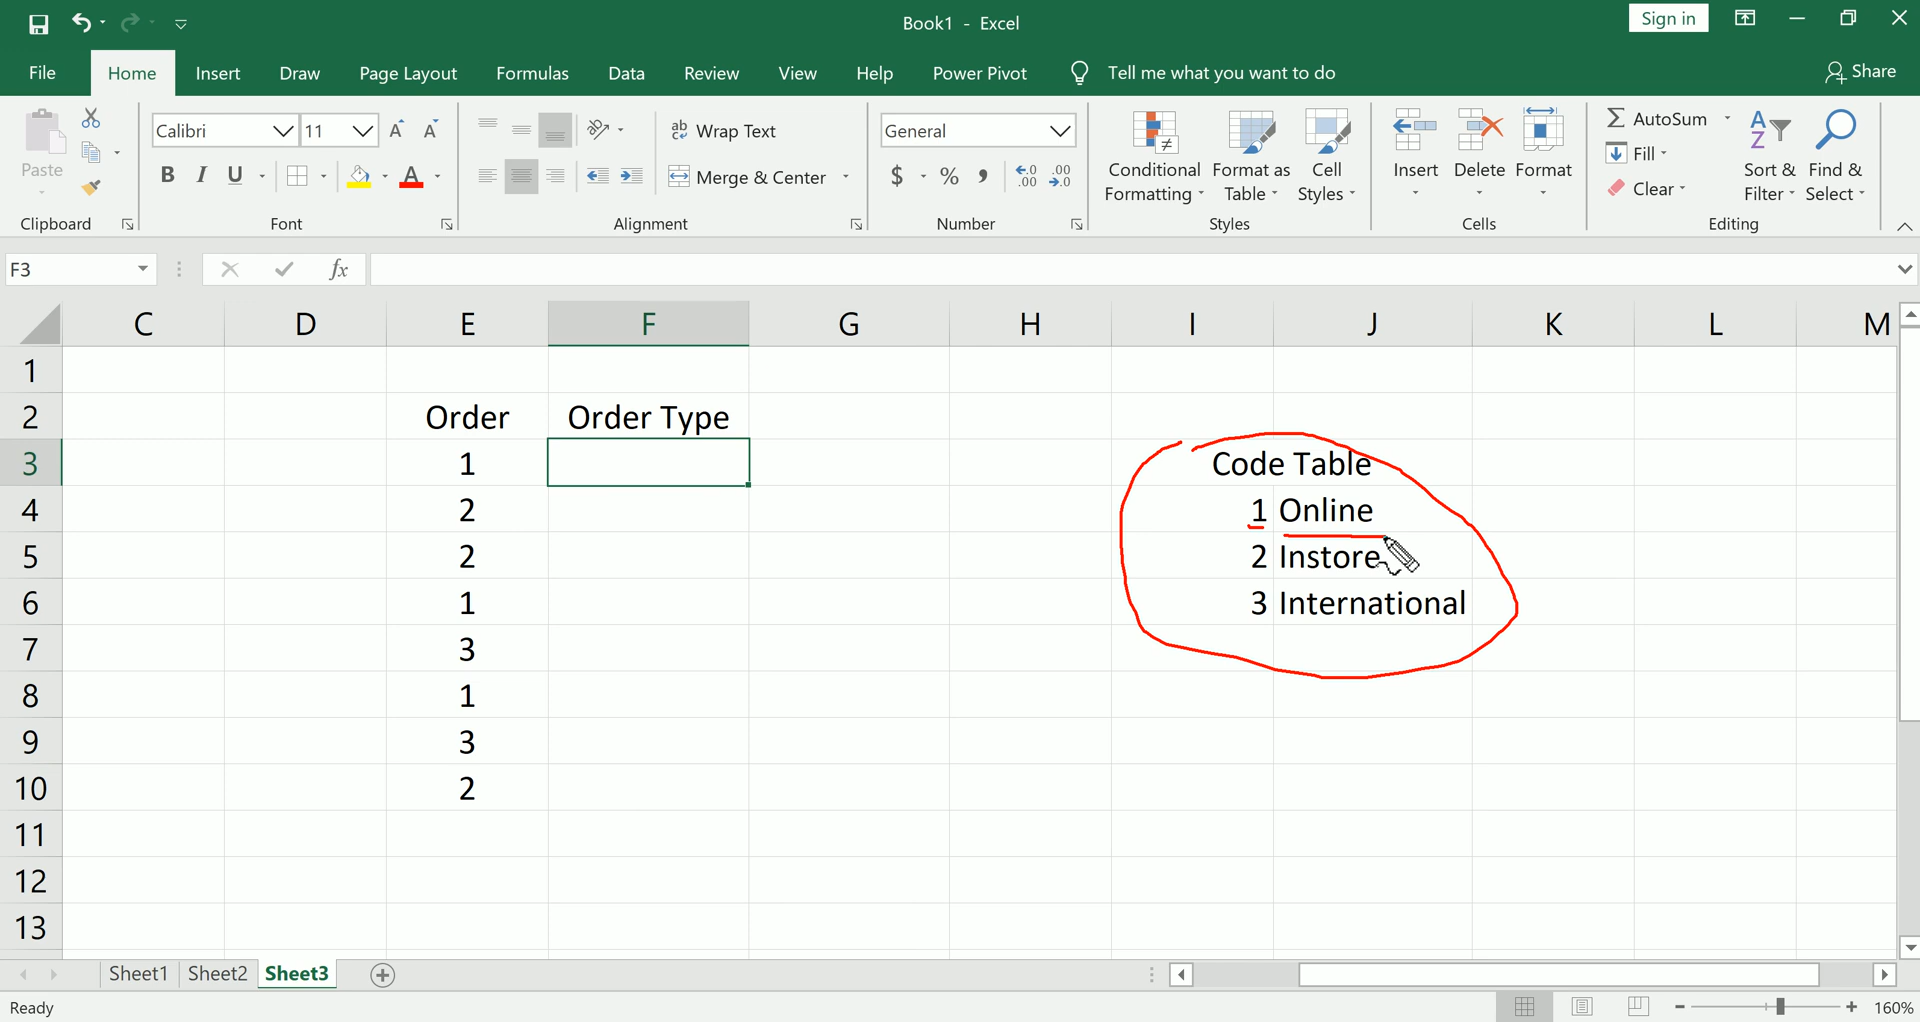 Book1 - Excel
Sign in
File Home Insert Draw Page Layout Formulas Data Review View Help Power Pivot Tell me what you want to do Share
Paste
Clipboard
Calibri 11 A A
B I U A
Font
ab Wrap Text
Merge & Center
Alignment
General
$ % , .00 .00
Number
Conditional Formatting
Format as Table
Cell Styles
Styles
Insert Delete Format
Cells
AutoSum
Fill
Clear
Sort & Filter
Find & Select
Editing
F3 fx
C D E F G H I J K L M
1
2 Order Order Type
3 1 Code Table
4 2 1 Online
5 2 2 Instore
6 1 3 International
7 3
8 1
9 3
10 2
11
12
13
Sheet1 Sheet2 Sheet3
Ready 160%